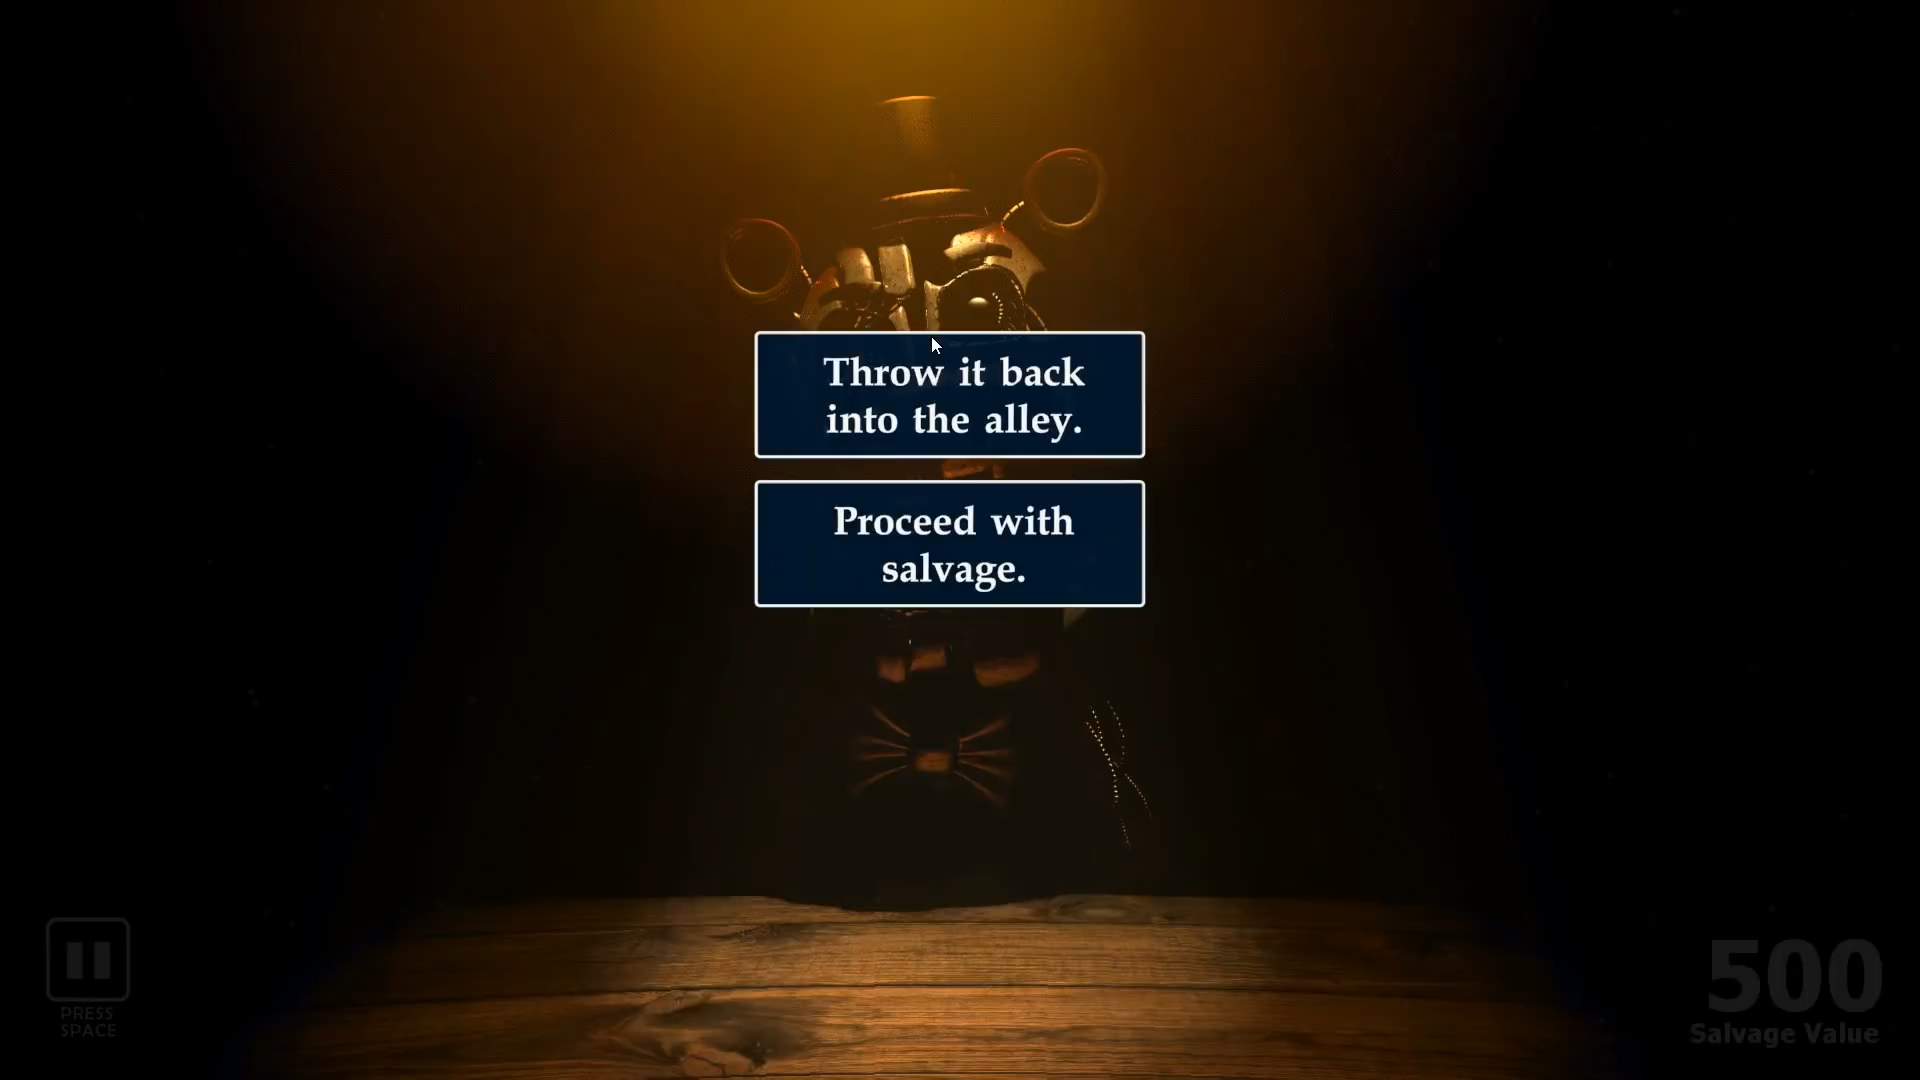 Throw it back
into the alley.
Proceed with
salvage.
PRESS
SPACE
500
Salvage Value